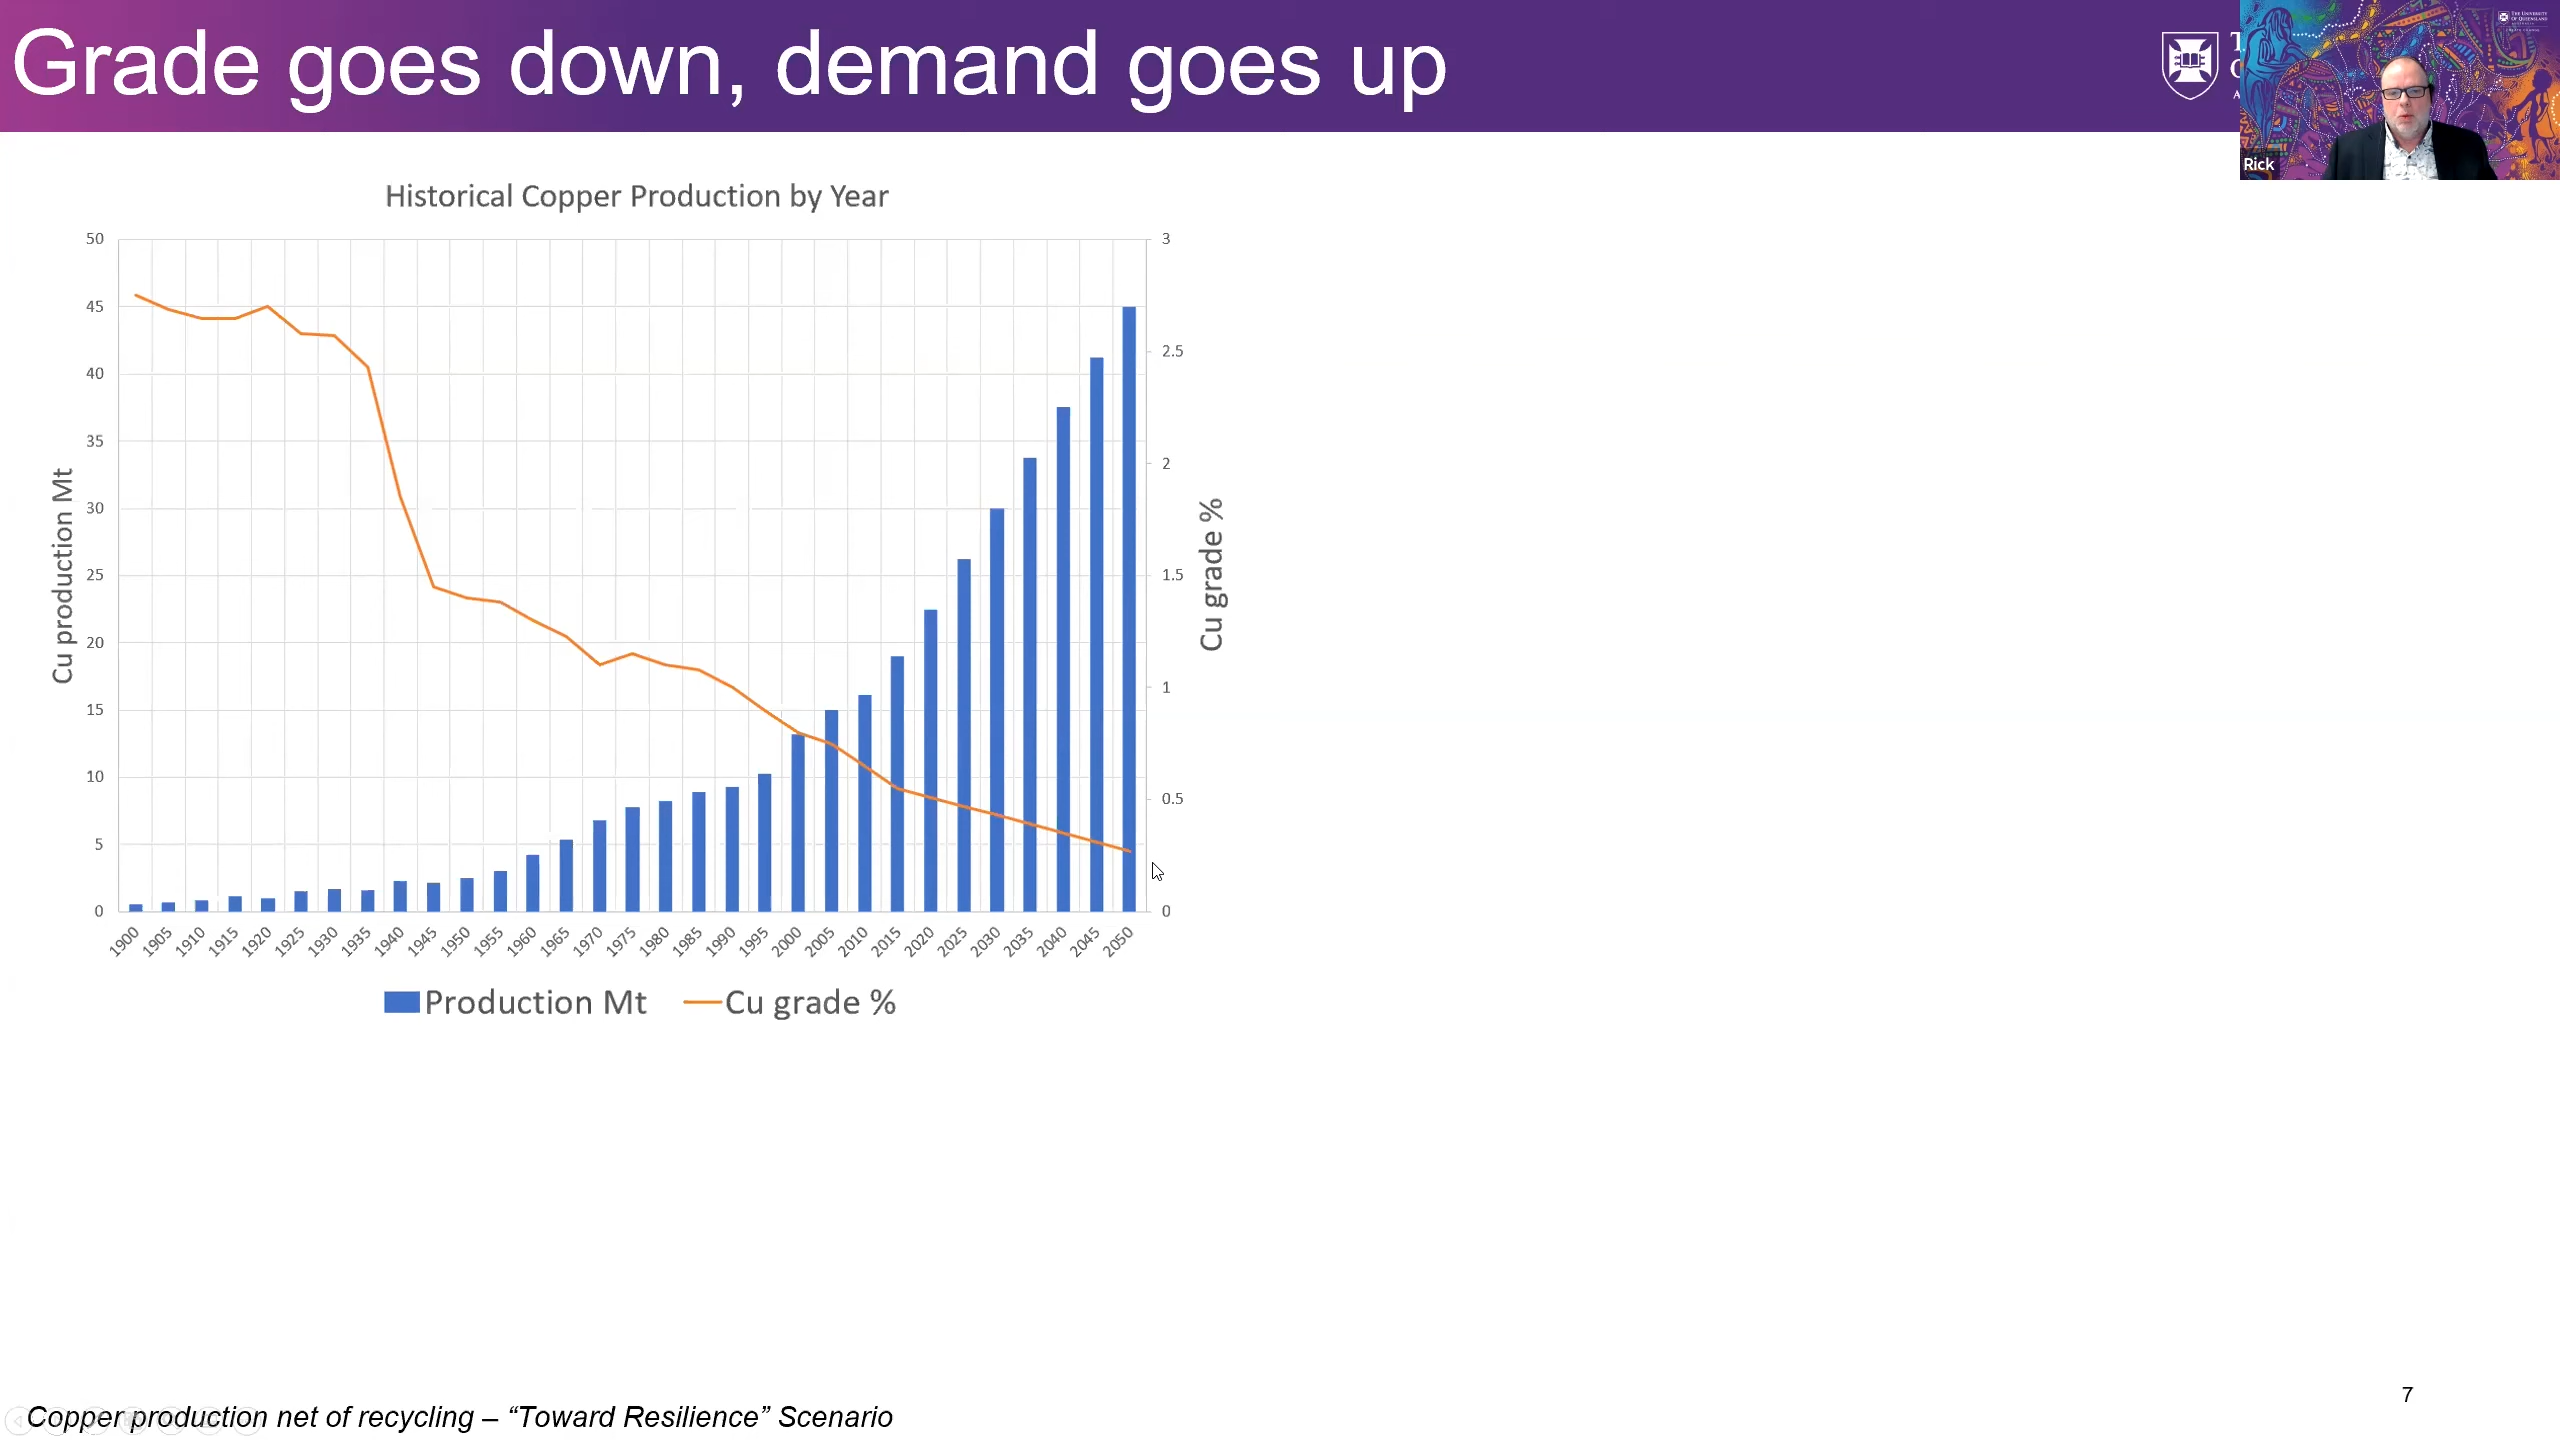 Grade goes down, demand goes up
THE UNIVERSITY
OF QUEENSLAND
Rick
Historical Copper Production by Year
50
45
40
35
30
25
20
15
10
5
0
Cu production Mt
3
2.5
2
1.5
1
0.5
0
Cu grade %
1900 1905 1910 1915 1920 1925 1930 1935 1940 1945 1950 1955 1960 1965 1970 1975 1980 1985 1990 1995 2000 2005 2010 2015 2020 2025 2030 2035 2040 2045 2050
Production Mt Cu grade %
7
Copper production net of recycling – “Toward Resilience” Scenario